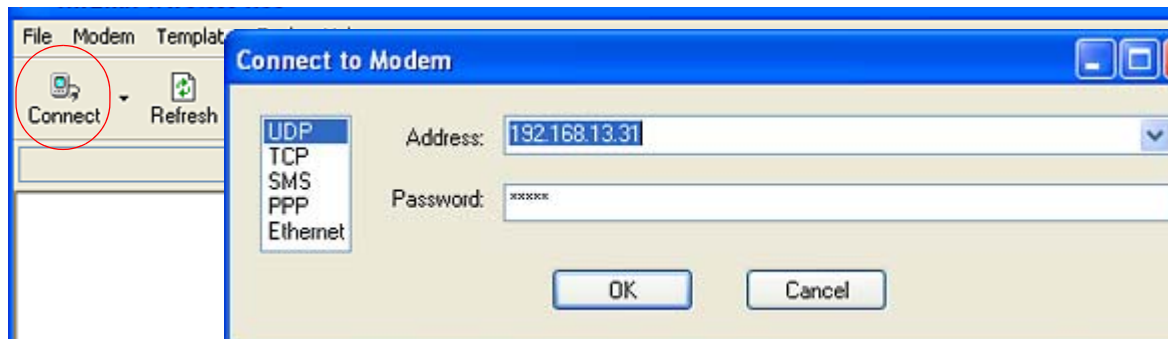 File Modem
Connect Refresh
Connect to Modem
UDP
TCP
SMS
PPP
Ethernet
Address: 192.168.13.31
Password: *****
OK Cancel